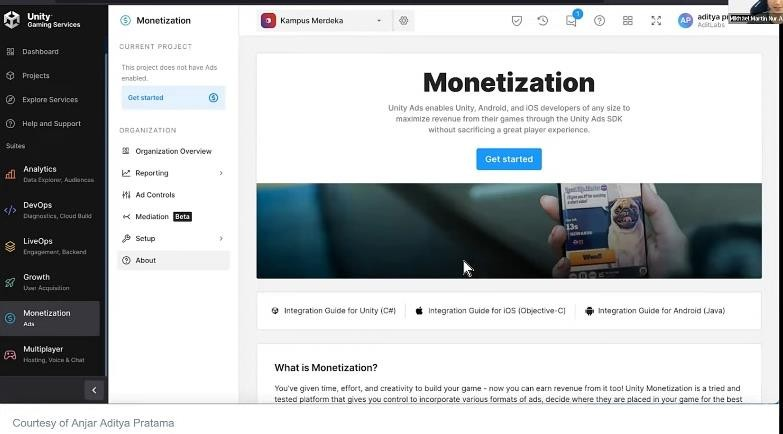 Unity
Gaming Services
Dashboard
Projects
Explore Services
Help and Support
Suites
Analytics
Data Explorer, Audiences
DevOps
Diagnostics, Cloud Build
LiveOps
Engagement, Backend
Growth
User Acquisition
Monetization
Ads
Multiplayer
Hosting, Voice & Chat
Monetization
CURRENT PROJECT
This project does not have Ads
enabled.
Get started
ORGANIZATION
Organization Overview
Reporting
Ad Controls
Mediation Beta
Setup
About
Kampus Merdeka
1
AP
aditya
AditLabs
Mikhael Martin Nur A
Monetization
Unity Ads enables Unity, Android, and iOS developers of any size to
maximize revenue from their games through the Unity Ads SDK
without sacrificing a great player experience.
Get started
13s
Integration Guide for Unity (C#)
Integration Guide for iOS (Objective-C)
Integration Guide for Android (Java)
What is Monetization?
You've given time, effort, and creativity to build your game - now you can earn revenue from it too! Unity Monetization is a tried and
tested platform that gives you control to incorporate various formats of ads, decide where they are placed in your game for the best
Courtesy of Anjar Aditya Pratama